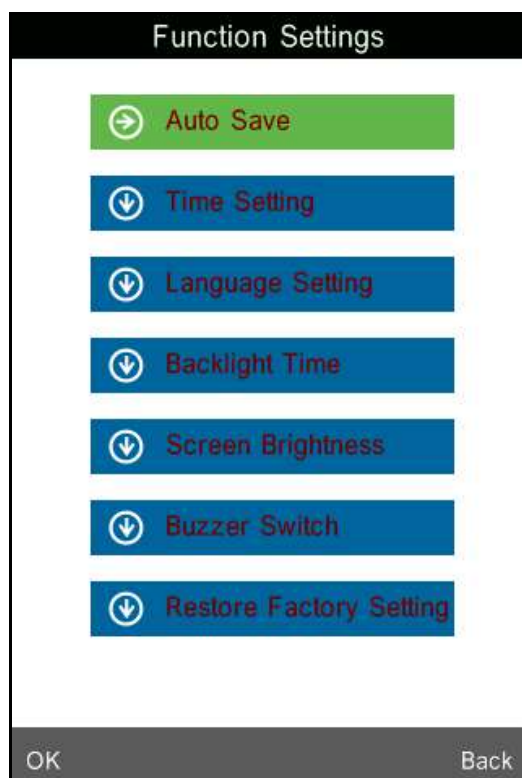 Function Settings
Auto Save
Time Setting
Language Setting
Backlight Time
Screen Brightness
Buzzer Switch
Restore Factory Setting
OK
Back